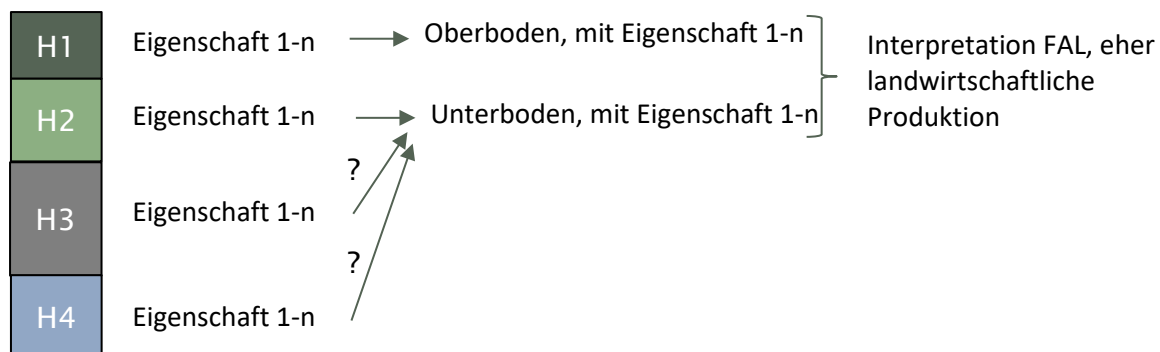 H1 Eigenschaft 1-n Oberboden, mit Eigenschaft 1-n
Interpretation FAL, eher
landwirtschaftliche
Produktion
H2 Eigenschaft 1-n Unterboden, mit Eigenschaft 1-n
?
H3 Eigenschaft 1-n
?
H4 Eigenschaft 1-n